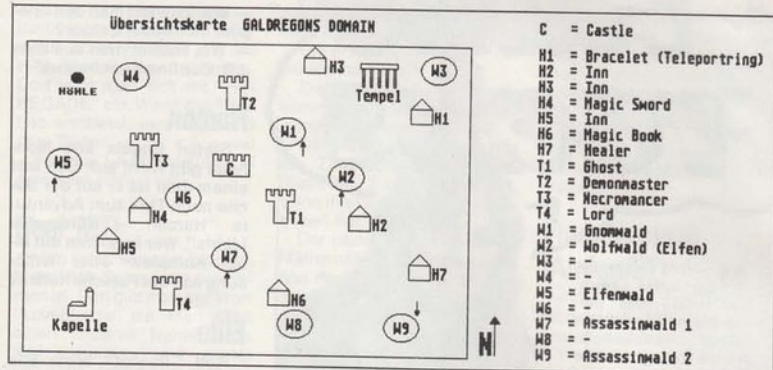 Übersichtskarte GALDREGONS DOMAIN
HÖHLE
W4
T2
H3
Tempel
W3
H1
W5
T3
C
W1
W2
W6
H4
T1
H2
H5
W7
H7
Kapelle
T4
H6
W8
W9
N
C = Castle
H1 = Bracelet (Teleportring)
H2 = Inn
H3 = Inn
H4 = Magic Sword
H5 = Inn
H6 = Magic Book
H7 = Healer
T1 = Ghost
T2 = Demonmaster
T3 = Necromancer
T4 = Lord
W1 = Gnomwald
W2 = Wolfwald (Elfen)
W3 = -
W4 = -
W5 = Elfenwald
W6 = -
W7 = Assassinwald 1
W8 = -
W9 = Assassinwald 2